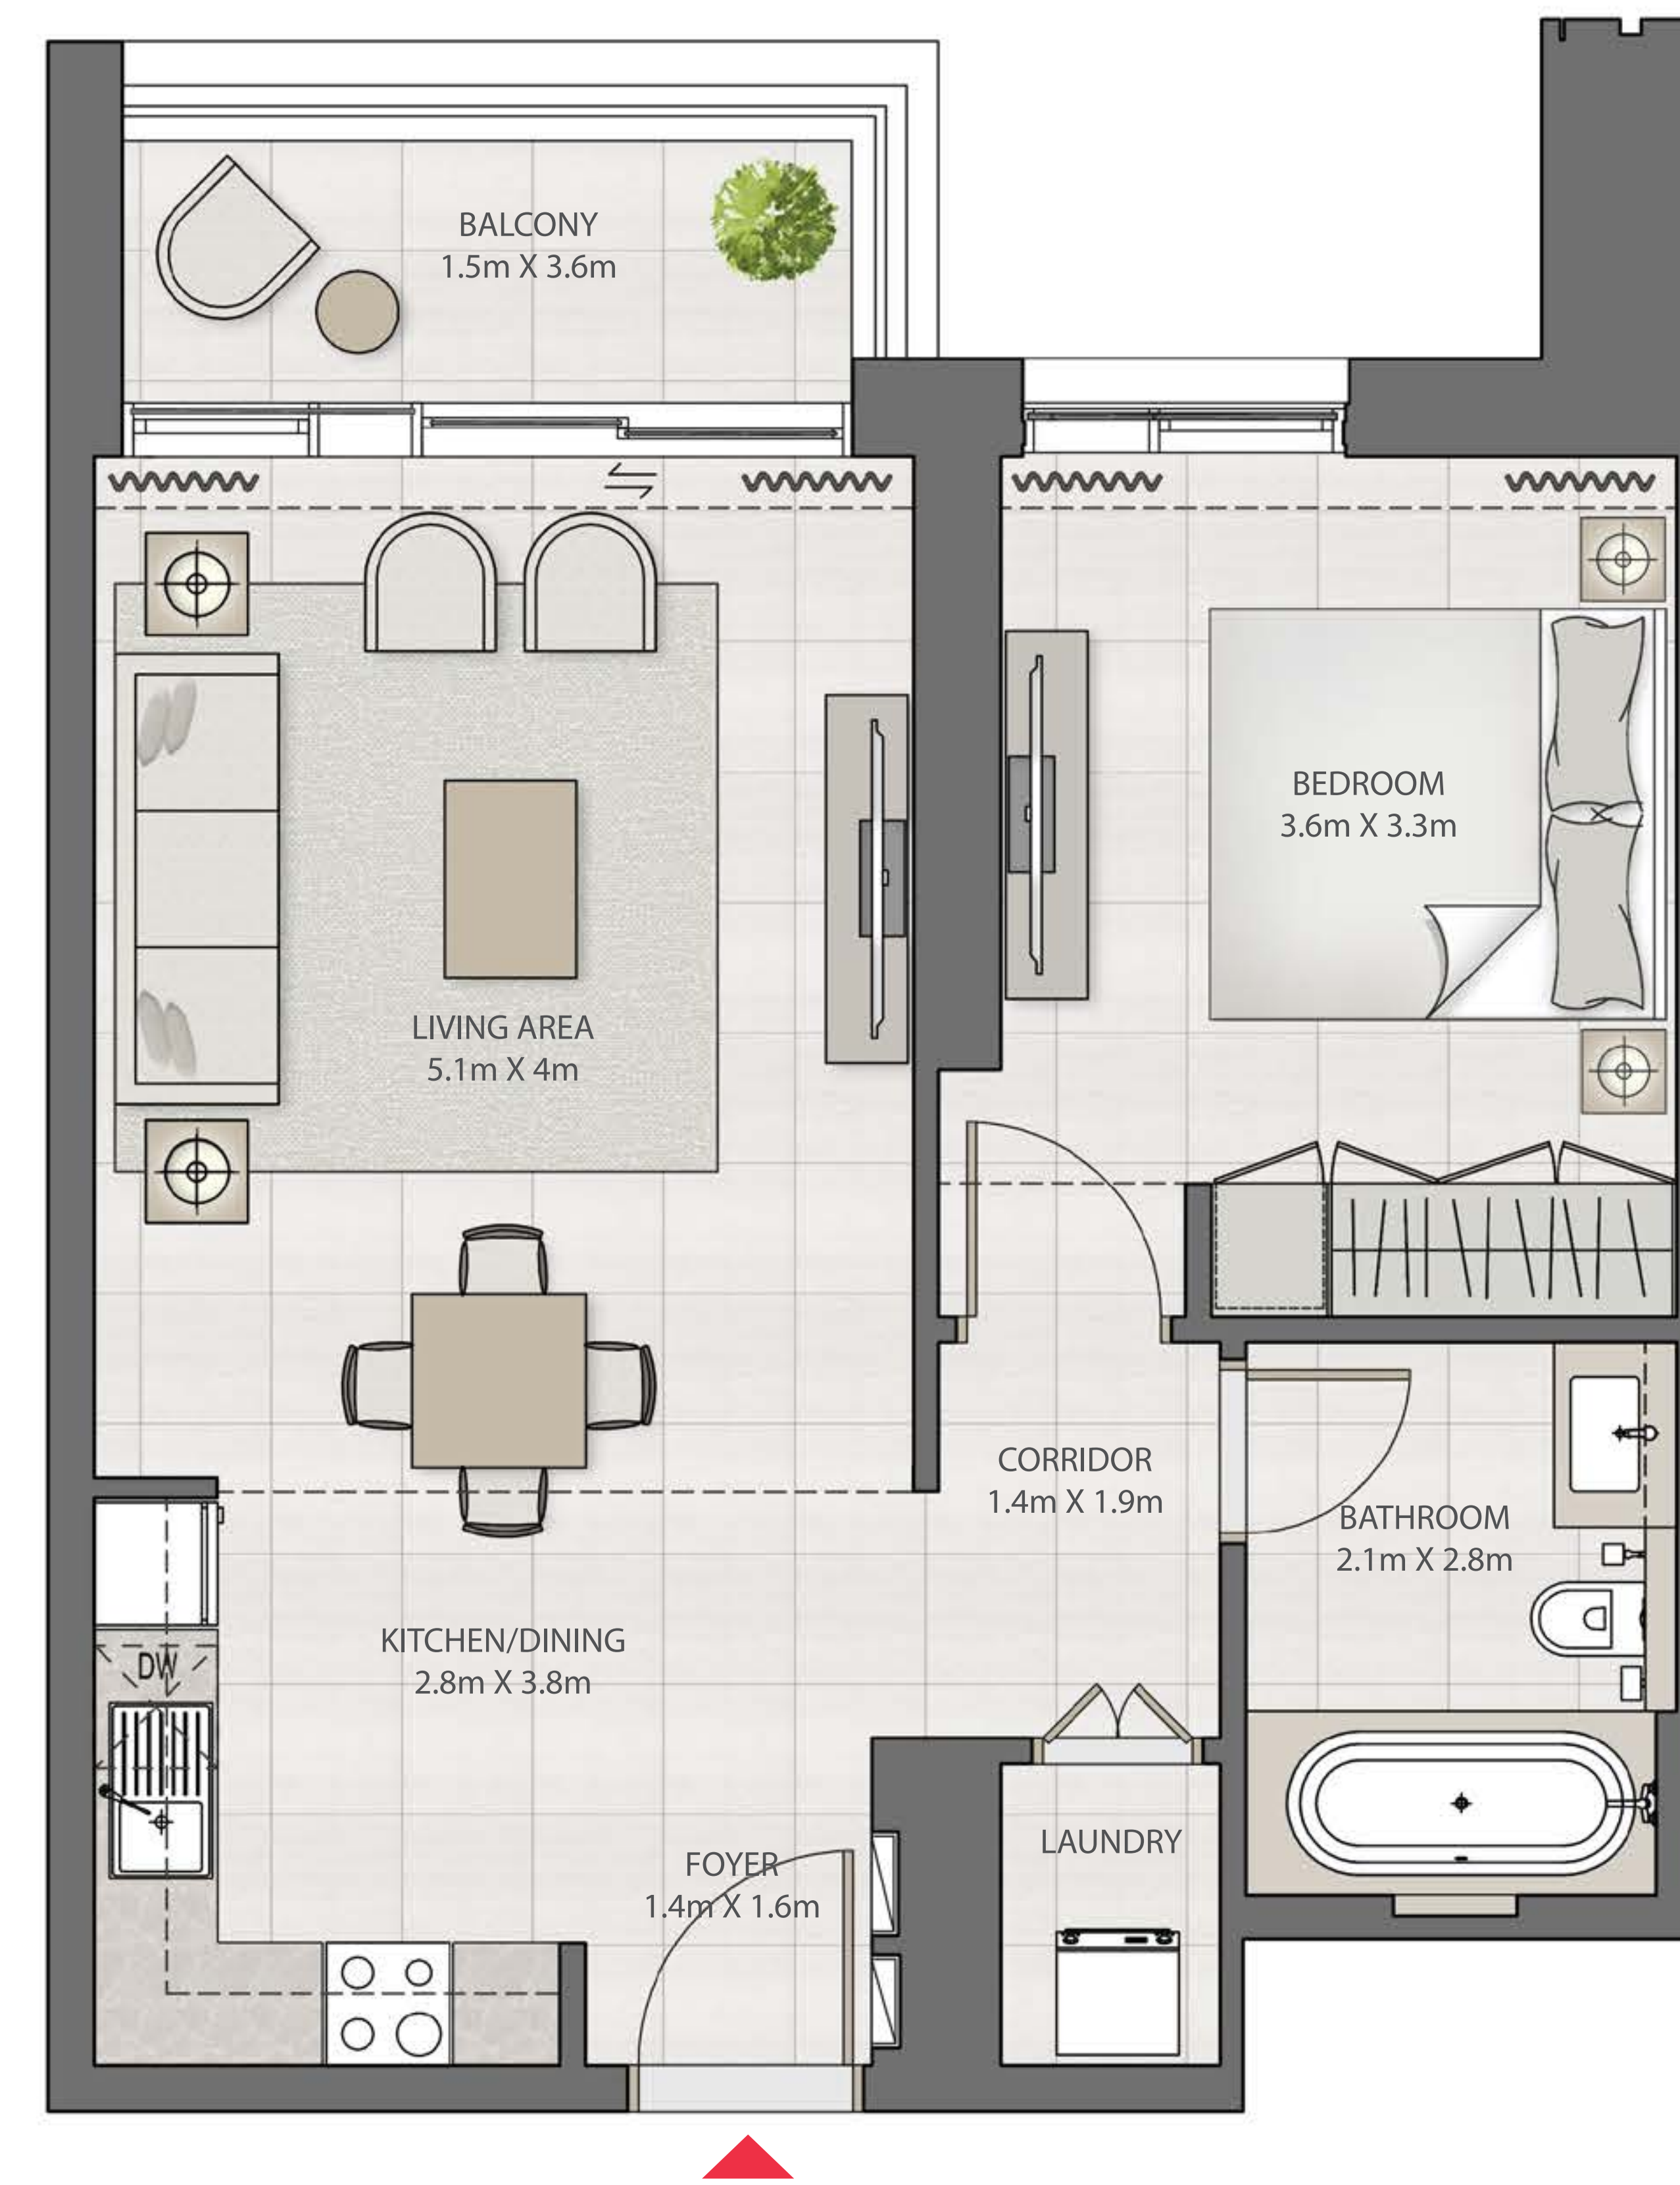 BALCONY
1.5m X 3.6m
BEDROOM
3.6m X 3.3m
LIVING AREA
5.1m X 4m
CORRIDOR
1.4m X 1.9m
BATHROOM
2.1m X 2.8m
KITCHEN/DINING
2.8m X 3.8m
DW
LAUNDRY
FOYER
1.4m X 1.6m